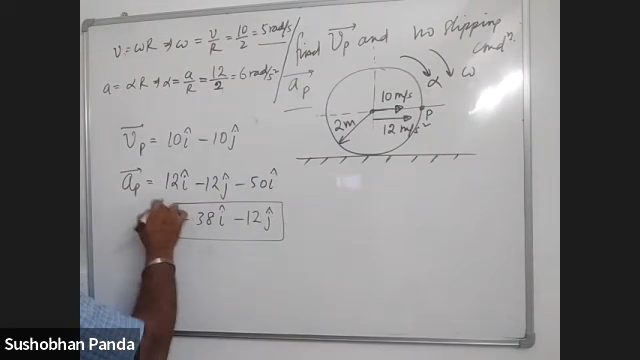 v = ωR ⇒ ω = v/R = 10/2 = 5 rad/s
a = αR ⇒ α = a/R = 12/2 = 6 rad/s²
find V⃗p and no slipping condⁿ.
a⃗p
ω
α
10 m/s
2m
12 m/s²
P
V⃗p = 10î - 10ĵ
a⃗p = 12î - 12ĵ - 50î
- 38î - 12ĵ
Sushobhan Panda